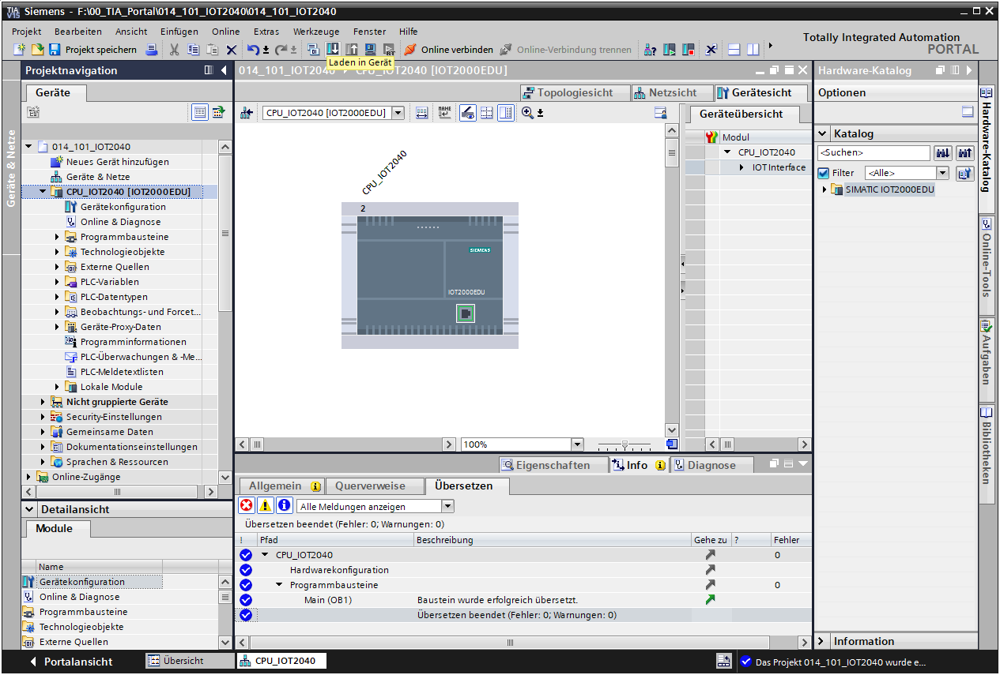 TIA V15 Siemens - F:\00_TIA_Portal\014_101_IOT2040\014_101_IOT2040
Projekt Bearbeiten Ansicht Einfügen Online Extras Werkzeuge Fenster Hilfe
Projekt speichern Online verbinden Online-Verbindung trennen
Totally Integrated Automation
PORTAL
Laden in Gerät
Projektnavigation
Geräte
Geräte & Netze
014_101_IOT2040
Neues Gerät hinzufügen
Geräte & Netze
CPU_IOT2040 [IOT2000EDU]
Gerätekonfiguration
Online & Diagnose
Programmbausteine
Technologieobjekte
Externe Quellen
PLC-Variablen
PLC-Datentypen
Beobachtungs- und Forcet...
Geräte-Proxy-Daten
Programminformationen
PLC-Überwachungen & -Me...
PLC-Meldetextlisten
Lokale Module
Nicht gruppierte Geräte
Security-Einstellungen
Gemeinsame Daten
Dokumentationseinstellungen
Sprachen & Ressourcen
Online-Zugänge
Detailansicht
Module
Name
Gerätekonfiguration
Online & Diagnose
Programmbausteine
Technologieobjekte
Externe Quellen
014_101_IOT2040 CPU_IOT2040 [IOT2000EDU]
Topologiesicht Netzsicht Gerätesicht
CPU_IOT2040 [IOT2000EDU]
NAME
CPU_IOT2040
2
SIEMENS
IOT2000EDU
100%
Geräteübersicht
Modul
CPU_IOT2040
IOT Interface
Eigenschaften Info Diagnose
Allgemein Querverweise Übersetzen
Alle Meldungen anzeigen
Übersetzen beendet (Fehler: 0; Warnungen: 0)
! Pfad Beschreibung Gehe zu ? Fehler
CPU_IOT2040 0
Hardwarekonfiguration
Programmbausteine 0
Main (OB1) Baustein wurde erfolgreich übersetzt.
Übersetzen beendet (Fehler: 0; Warnungen: 0)
Hardware-Katalog
Optionen
Katalog
<Suchen>
Filter <Alle>
SIMATIC IOT2000EDU
Information
Hardware-Katalog
Online-Tools
Aufgaben
Bibliotheken
Portalansicht Übersicht CPU_IOT2040 Das Projekt 014_101_IOT2040 wurde e...